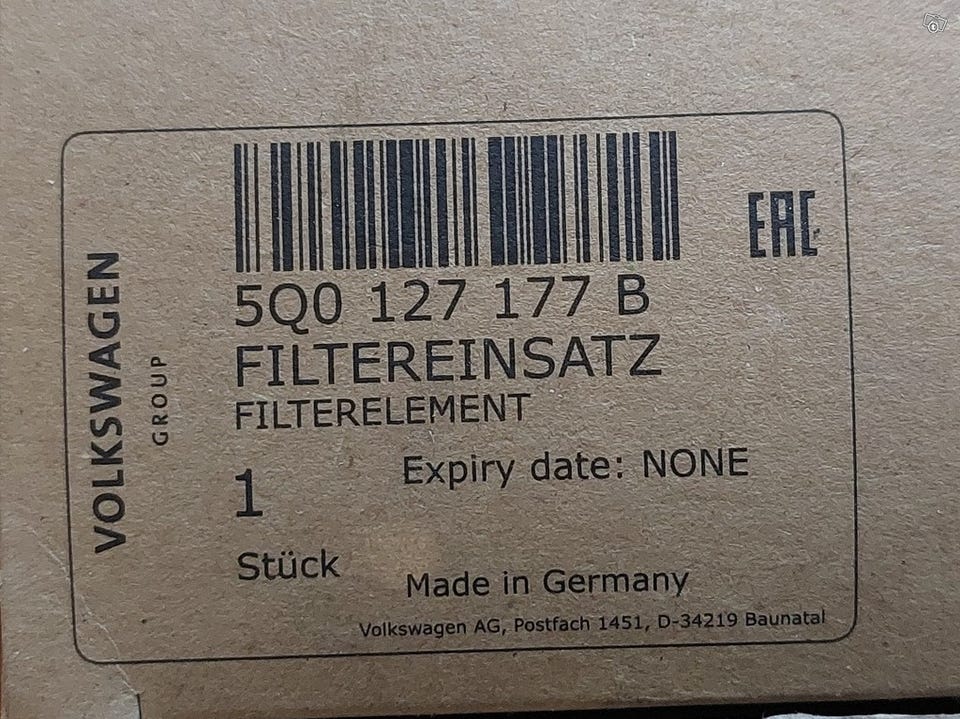 VOLKSWAGEN
GROUP
EAC
5Q0 127 177 B
FILTEREINSATZ
FILTERELEMENT
1
Expiry date: NONE
Stück
Made in Germany
Volkswagen AG, Postfach 1451, D-34219 Baunatal